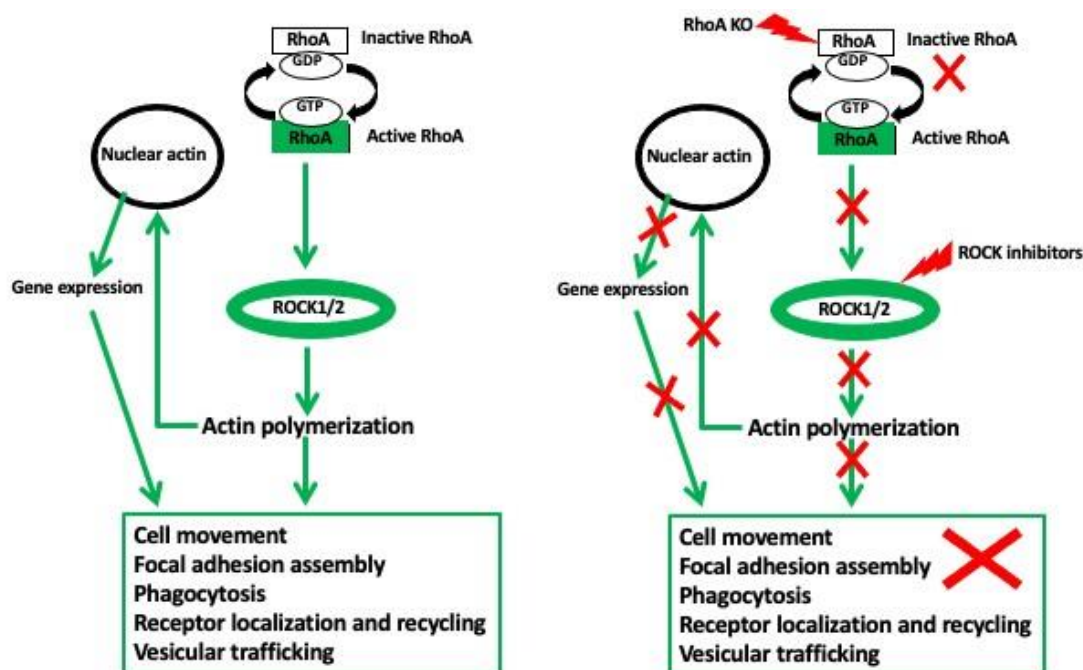 RhoA
Inactive RhoA
GDP
GTP
RhoA
Active RhoA
Nuclear actin
Gene expression
ROCK1/2
Actin polymerization
Cell movement
Focal adhesion assembly
Phagocytosis
Receptor localization and recycling
Vesicular trafficking
RhoA KO
RhoA
Inactive RhoA
GDP
GTP
RhoA
Active RhoA
Nuclear actin
ROCK inhibitors
Gene expression
ROCK1/2
Actin polymerization
Cell movement
Focal adhesion assembly
Phagocytosis
Receptor localization and recycling
Vesicular trafficking